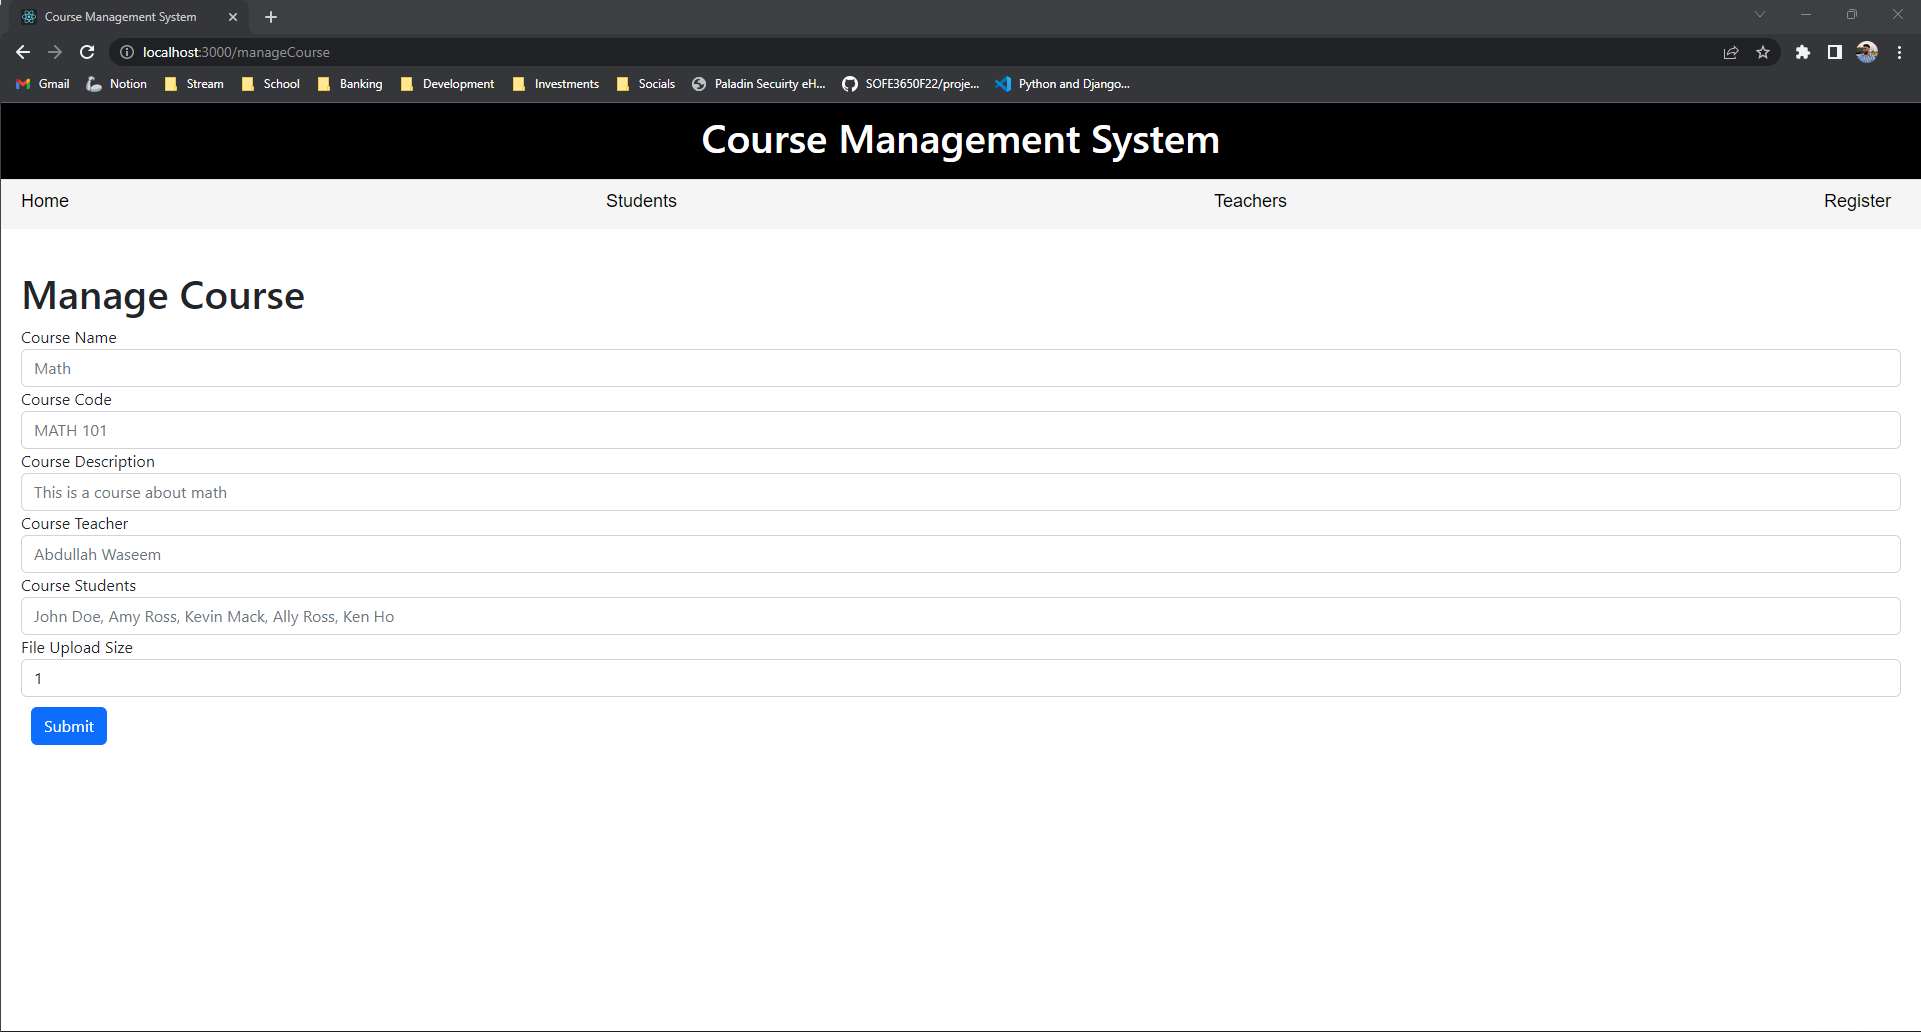 Course Management System
localhost:3000/manageCourse
Gmail Notion Stream School Banking Development Investments Socials Paladin Secuirty eH... SOFE3650F22/proje... Python and Django...
Course Management System
Home Students Teachers Register
Manage Course
Course Name
Math
Course Code
MATH 101
Course Description
This is a course about math
Course Teacher
Abdullah Waseem
Course Students
John Doe, Amy Ross, Kevin Mack, Ally Ross, Ken Ho
File Upload Size
1
Submit